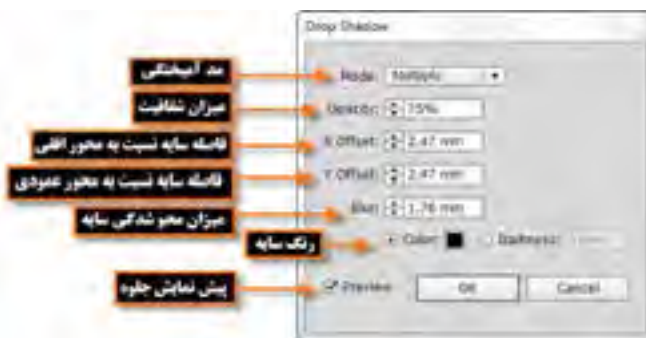 Drop Shadow
مد آمیختگی
Mode: Multiply
میزان شفافیت
Opacity: 75%
فاصله سایه نسبت به محور افقی
X Offset: 2.47 mm
فاصله سایه نسبت به محور عمودی
Y Offset: 2.47 mm
میزان محو شدگی سایه
Blur: 1.76 mm
رنگ سایه
Color: Darkness:
پیش نمایش جلوه
Preview OK Cancel